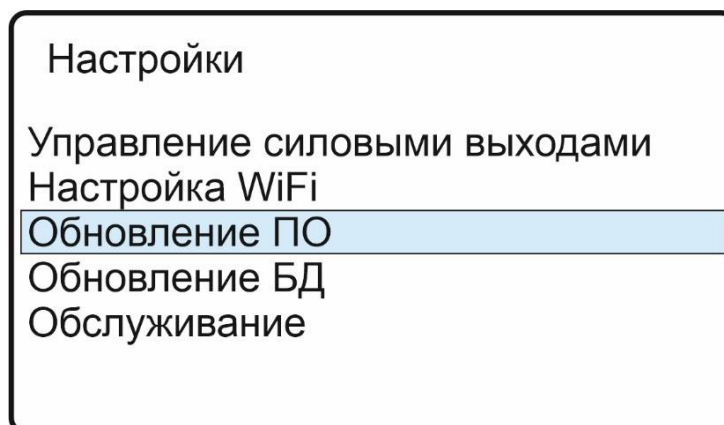 Настройки
Управление силовыми выходами
Настройка WiFi
Обновление ПО
Обновление БД
Обслуживание